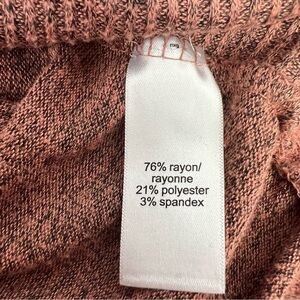 76% rayon/
rayonne
21% polyester
3% spandex